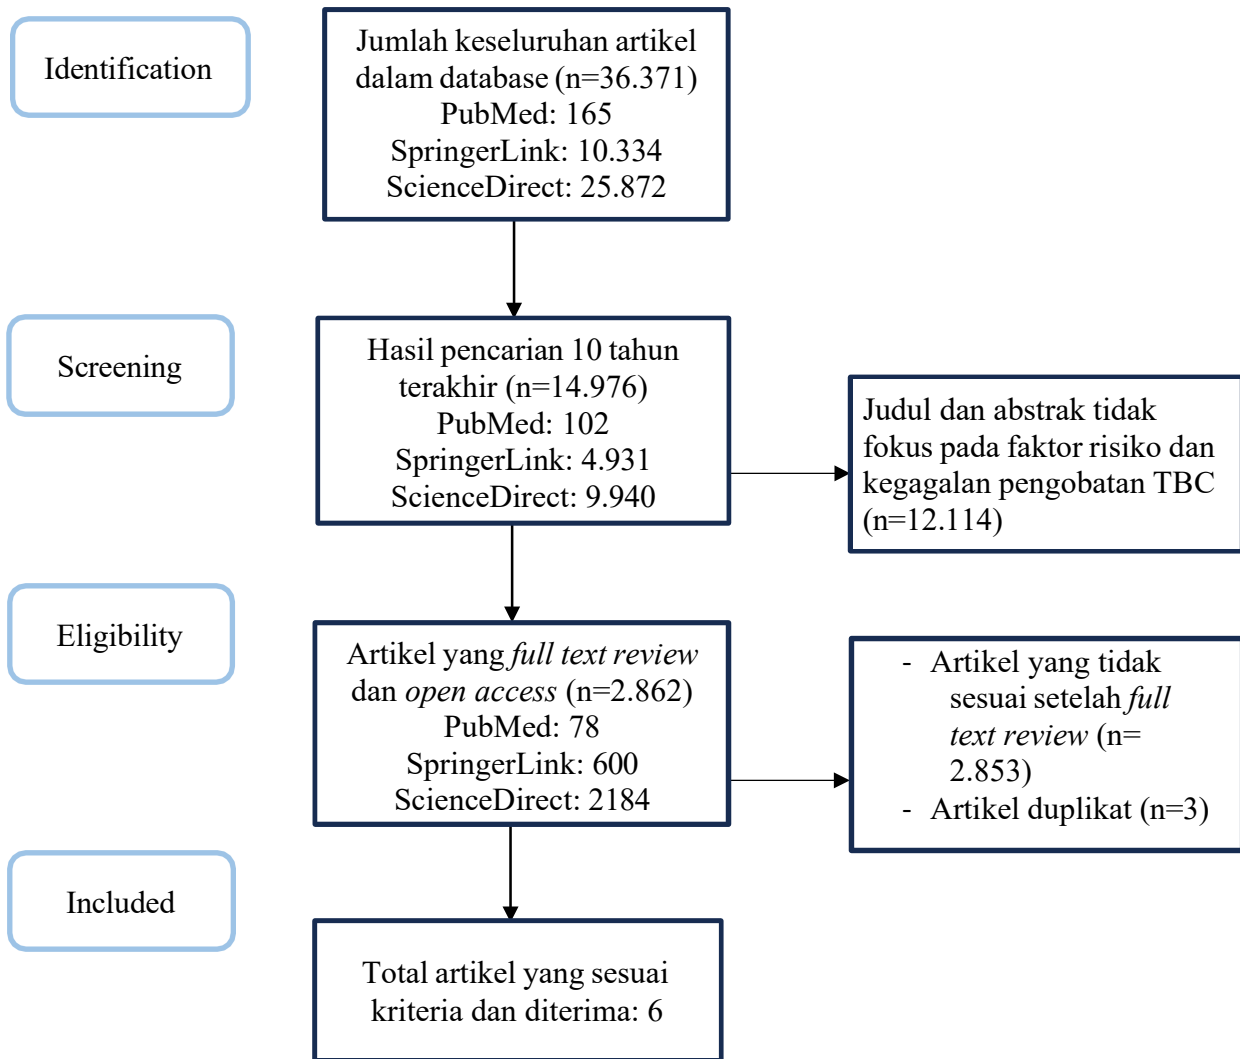 Identification
Jumlah keseluruhan artikel
dalam database (n=36.371)
PubMed: 165
SpringerLink: 10.334
ScienceDirect: 25.872
Screening
Hasil pencarian 10 tahun
terakhir (n=14.976)
PubMed: 102
SpringerLink: 4.931
ScienceDirect: 9.940
Judul dan abstrak tidak
fokus pada faktor risiko dan
kegagalan pengobatan TBC
(n=12.114)
Eligibility
Artikel yang full text review
dan open access (n=2.862)
PubMed: 78
SpringerLink: 600
ScienceDirect: 2184
- Artikel yang tidak
sesuai setelah full
text review (n=
2.853)
- Artikel duplikat (n=3)
Included
Total artikel yang sesuai
kriteria dan diterima: 6